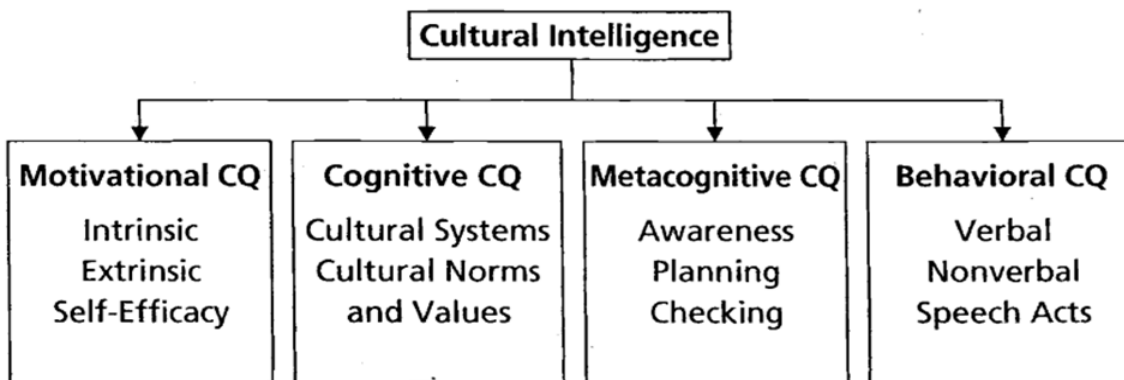 Cultural Intelligence
Motivational CQ
Intrinsic
Extrinsic
Self-Efficacy
Cognitive CQ
Cultural Systems
Cultural Norms
and Values
Metacognitive CQ
Awareness
Planning
Checking
Behavioral CQ
Verbal
Nonverbal
Speech Acts